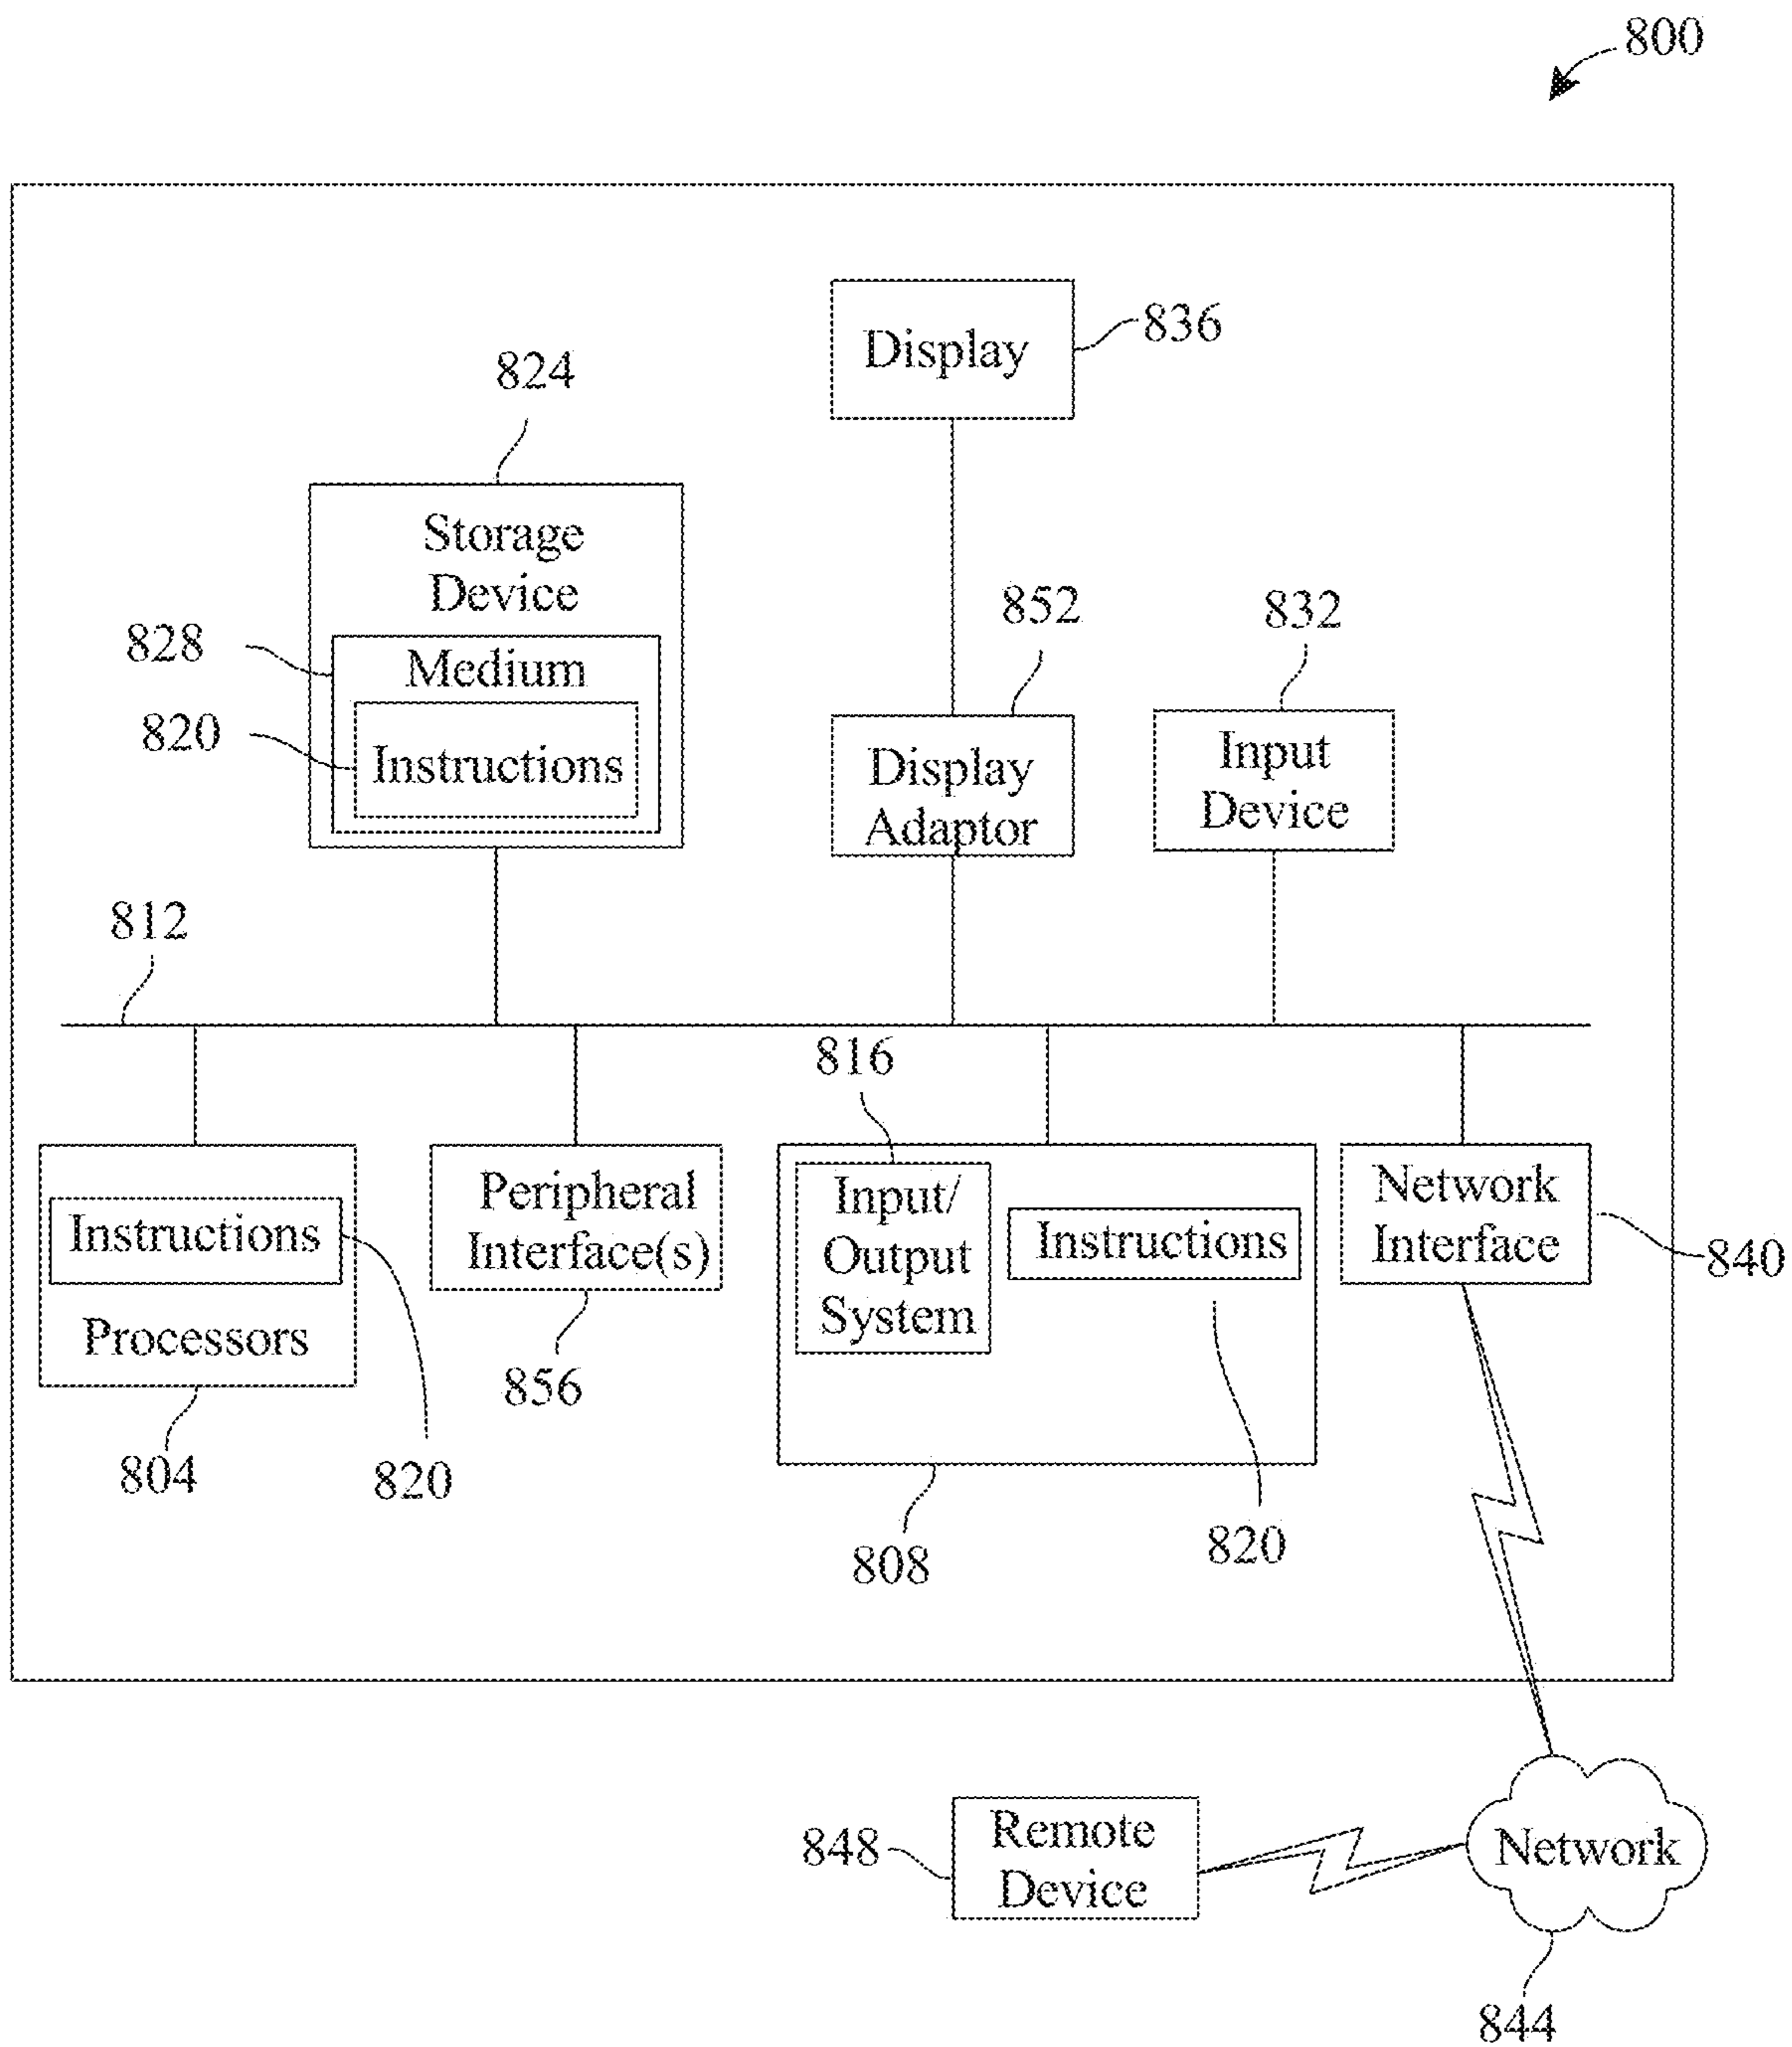 800
Display
836
824
Storage
Device
828
Medium
820
Instructions
852
Display
Adaptor
832
Input
Device
812
816
Instructions
Processors
804
820
Peripheral
Interface(s)
856
Input/
Output
System
Instructions
808
820
Network
Interface
840
848
Remote
Device
Network
844